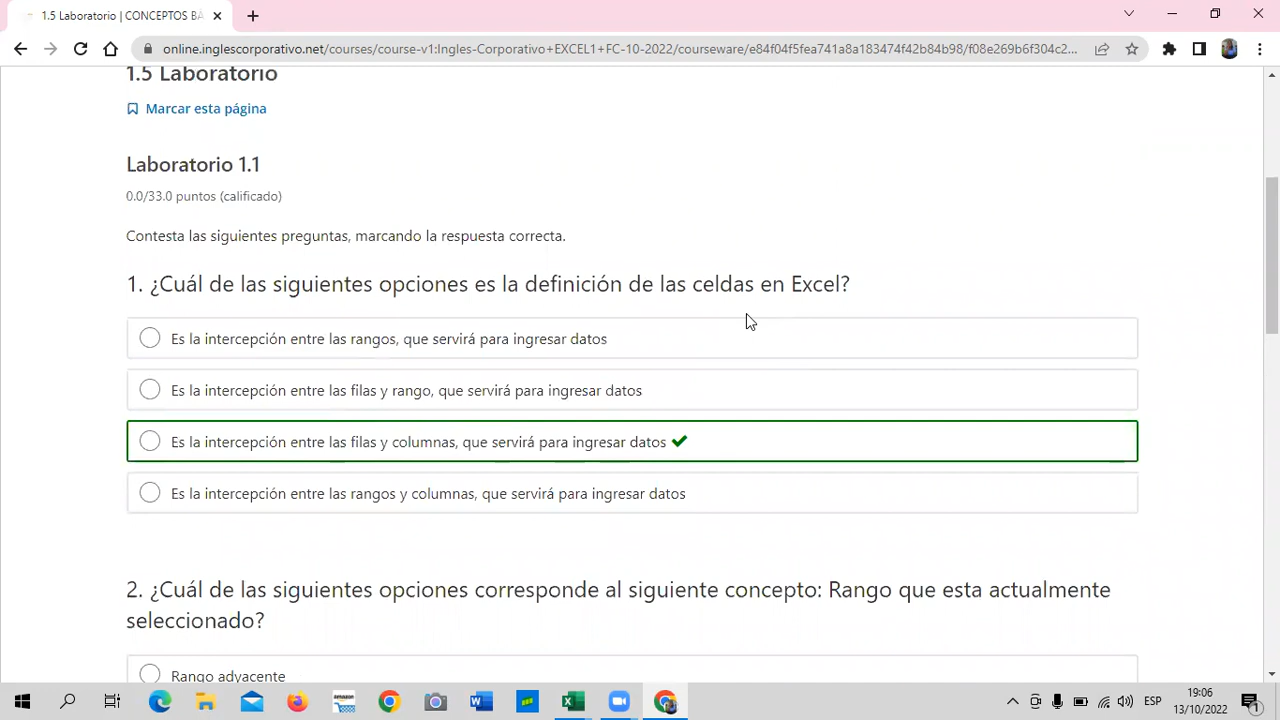 1.5 Laboratorio | CONCEPTOS BÁ
online.inglescorporativo.net/courses/course-v1:Ingles-Corporativo+EXCEL1+FC-10-2022/courseware/e84f04f5fea741a8a183474f42b84b98/f08e269b6f304c2...
1.5 Laboratorio
Marcar esta página
Laboratorio 1.1
0.0/33.0 puntos (calificado)
Contesta las siguientes preguntas, marcando la respuesta correcta.
1. ¿Cuál de las siguientes opciones es la definición de las celdas en Excel?
Es la intercepción entre las rangos, que servirá para ingresar datos
Es la intercepción entre las filas y rango, que servirá para ingresar datos
Es la intercepción entre las filas y columnas, que servirá para ingresar datos
Es la intercepción entre las rangos y columnas, que servirá para ingresar datos
2. ¿Cuál de las siguientes opciones corresponde al siguiente concepto: Rango que esta actualmente
seleccionado?
Rango adyacente
ESP
19:06
13/10/2022